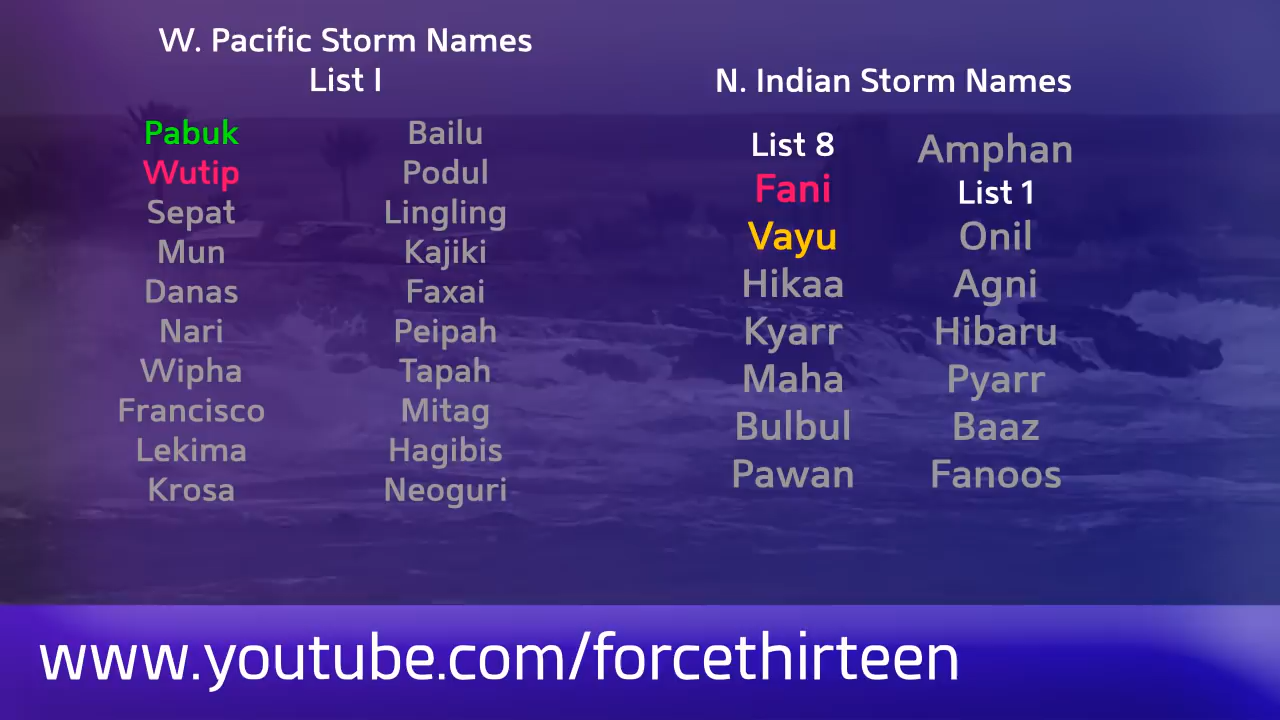 W. Pacific Storm Names
List I
Pabuk
Wutip
Sepat
Mun
Danas
Nari
Wipha
Francisco
Lekima
Krosa
Bailu
Podul
Lingling
Kajiki
Faxai
Peipah
Tapah
Mitag
Hagibis
Neoguri
N. Indian Storm Names
List 8
Fani
Vayu
Hikaa
Kyarr
Maha
Bulbul
Pawan
Amphan
List 1
Onil
Agni
Hibaru
Pyarr
Baaz
Fanoos
www.youtube.com/forcethirteen